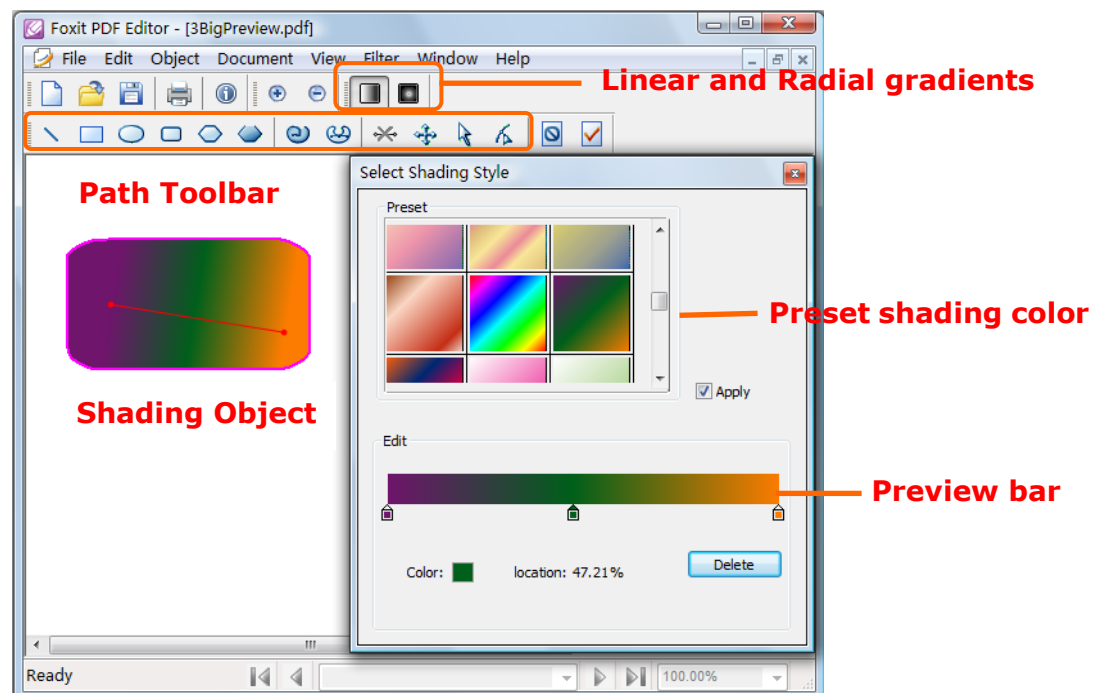 Foxit PDF Editor - [3BigPreview.pdf]
File Edit Object Document View Filter Window Help
Linear and Radial gradients
Path Toolbar
Shading Object
Select Shading Style
Preset
Preset shading color
Apply
Edit
Preview bar
Color: location: 47.21% Delete
Ready 100.00%